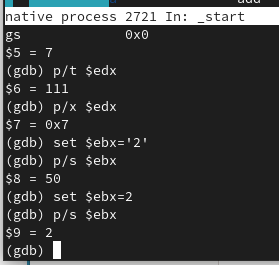 native process 2721 In: _start
gs 0x0
$5 = 7
(gdb) p/t $edx
$6 = 111
(gdb) p/x $edx
$7 = 0x7
(gdb) set $ebx='2'
(gdb) p/s $ebx
$8 = 50
(gdb) set $ebx=2
(gdb) p/s $ebx
$9 = 2
(gdb)